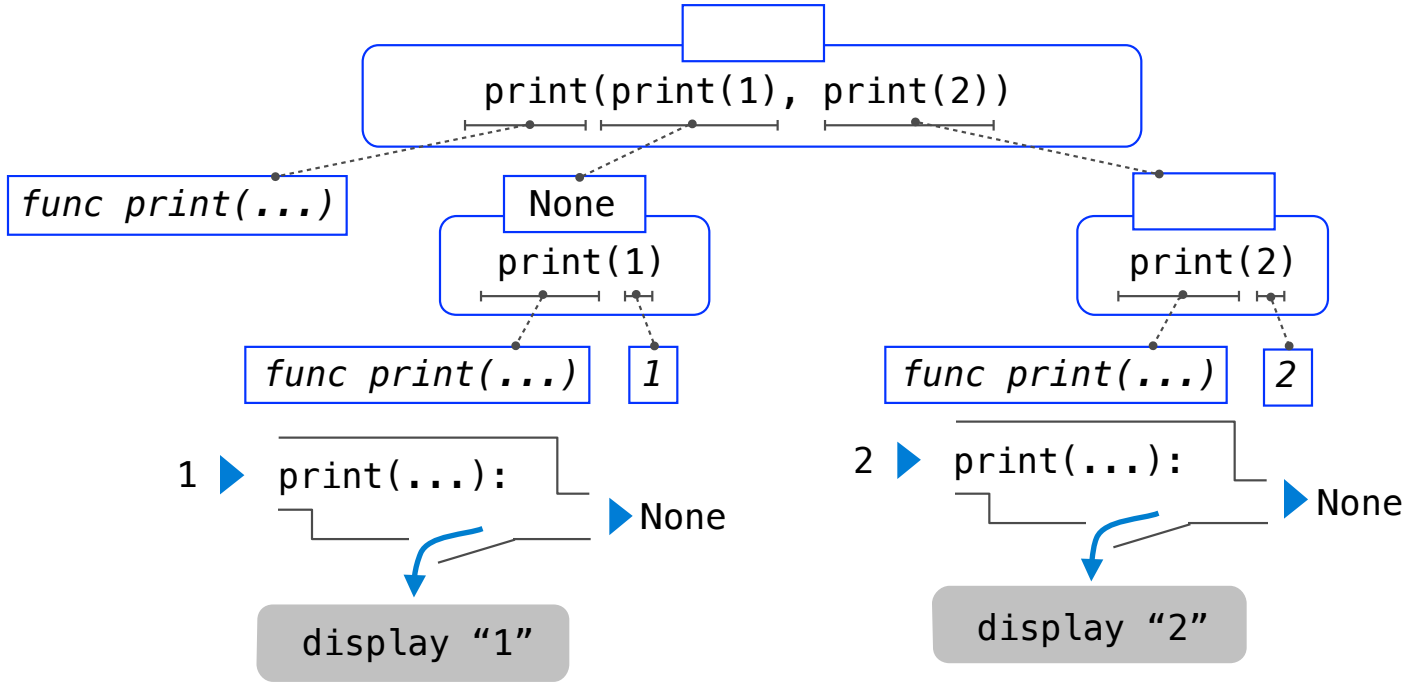 print(print(1), print(2))
func print(...)
None
print(1)
print(2)
func print(...)
1
func print(...)
2
1
print(...):
None
display “1”
2
print(...):
None
display “2”